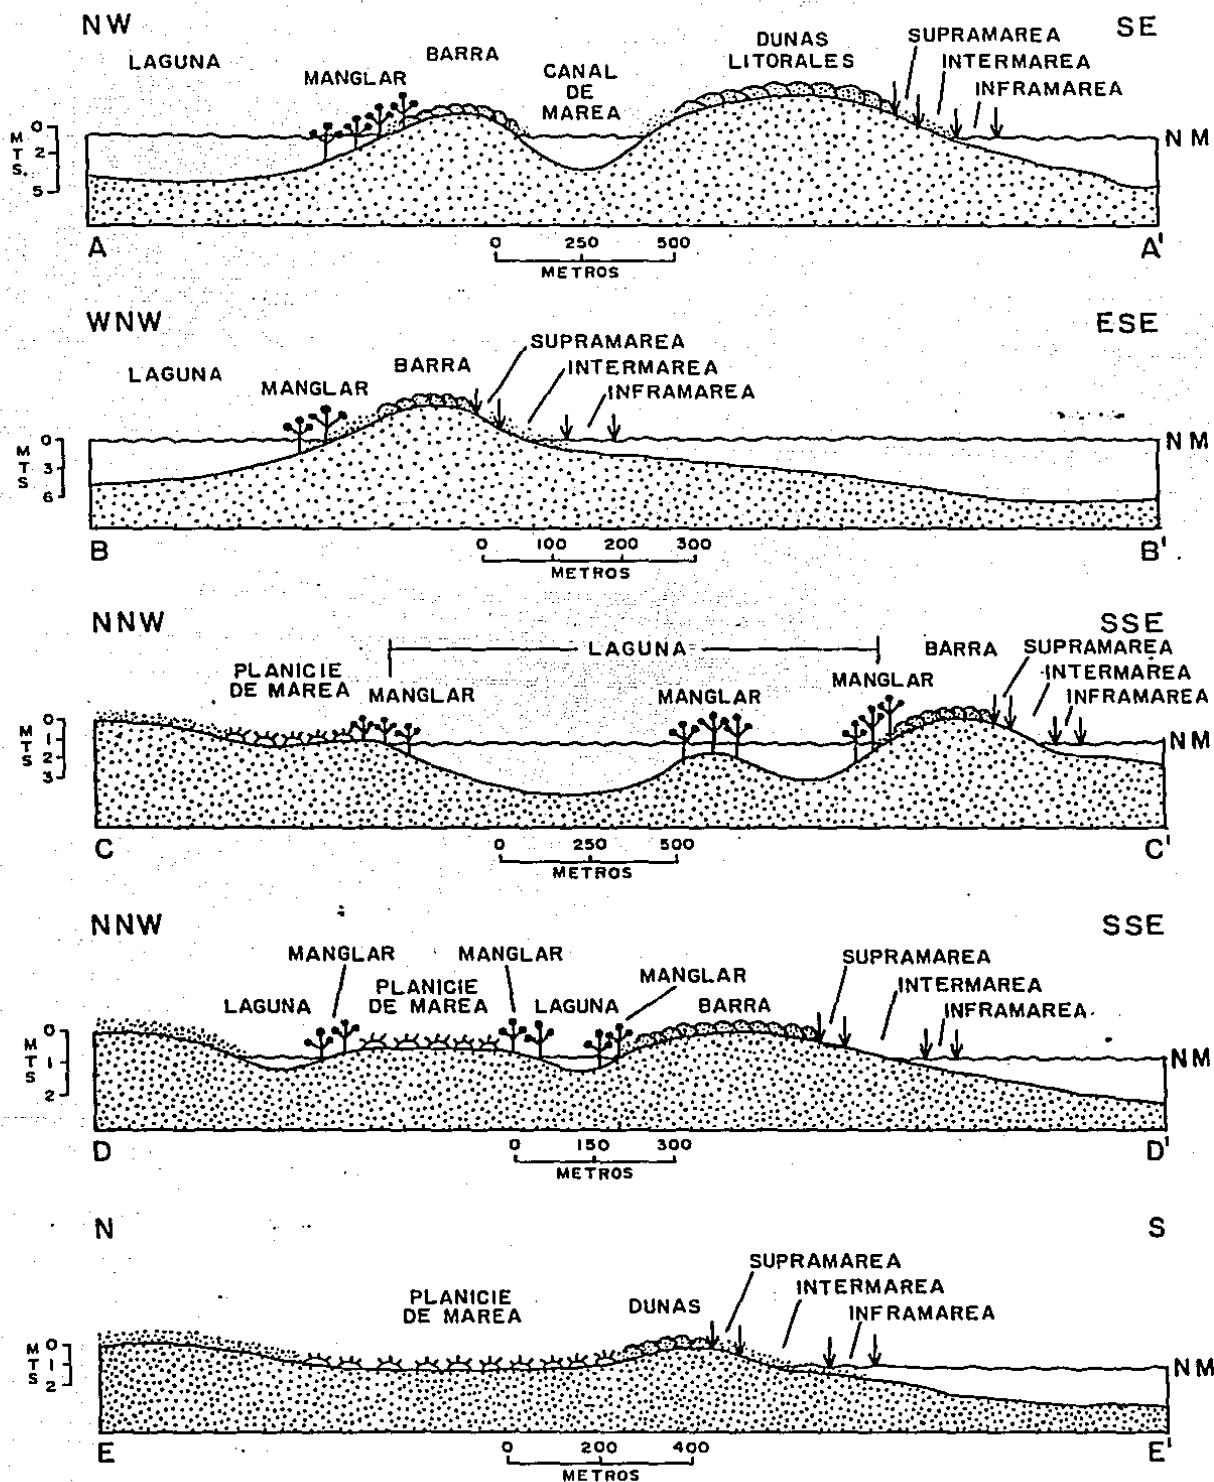 NW
SE
LAGUNA
MANGLAR
BARRA
CANAL
DE
MAREA
DUNAS
LITORALES
SUPRAMAREA
INTERMAREA
INFRAMAREA
MTS.
0
2
5
NM
A
A'
0 250 500
METROS
WNW
ESE
LAGUNA
MANGLAR
BARRA
SUPRAMAREA
INTERMAREA
INFRAMAREA
MTS
0
3
6
NM
B
B'
0 100 200 300
METROS
NNW
SSE
LAGUNA
PLANICIE
DE MAREA
MANGLAR
MANGLAR
MANGLAR
BARRA
SUPRAMAREA
INTERMAREA
INFRAMAREA
MTS
0
1
2
3
NM
C
C'
0 250 500
METROS
NNW
SSE
MANGLAR
MANGLAR
MANGLAR
LAGUNA
PLANICIE
DE MAREA
LAGUNA
BARRA
SUPRAMAREA
INTERMAREA
INFRAMAREA
MTS
0
1
2
NM
D
D'
0 150 300
METROS
N
S
PLANICIE
DE MAREA
DUNAS
SUPRAMAREA
INTERMAREA
INFRAMAREA
MTS
0
1
2
NM
E
E'
0 200 400
METROS